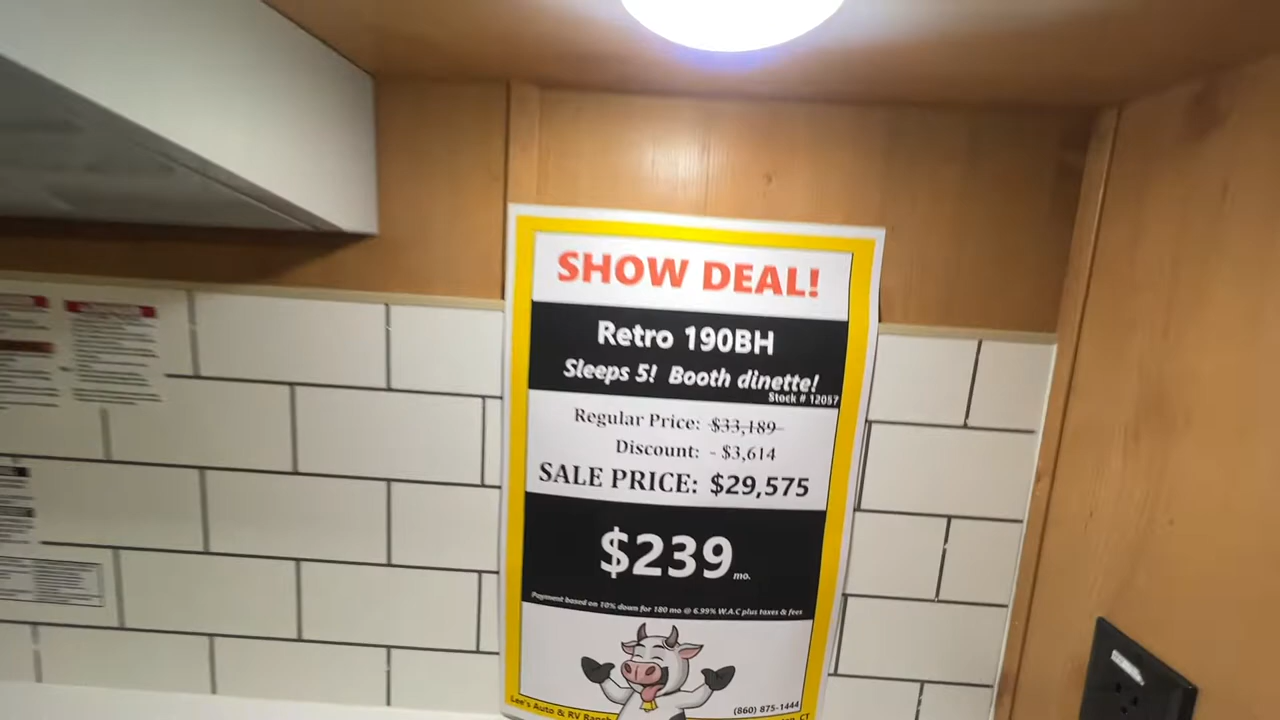 SHOW DEAL!
Retro 190BH
Sleeps 5! Booth dinette!
Stock # 12057
Regular Price: $33,189
Discount: - $3,614
SALE PRICE: $29,575
$239 mo.
Payment based on 10% down for 180 mo @ 6.99% W.A.C plus taxes & fees
Lee's Auto & RV Ranch
(860) 875-1444
CT